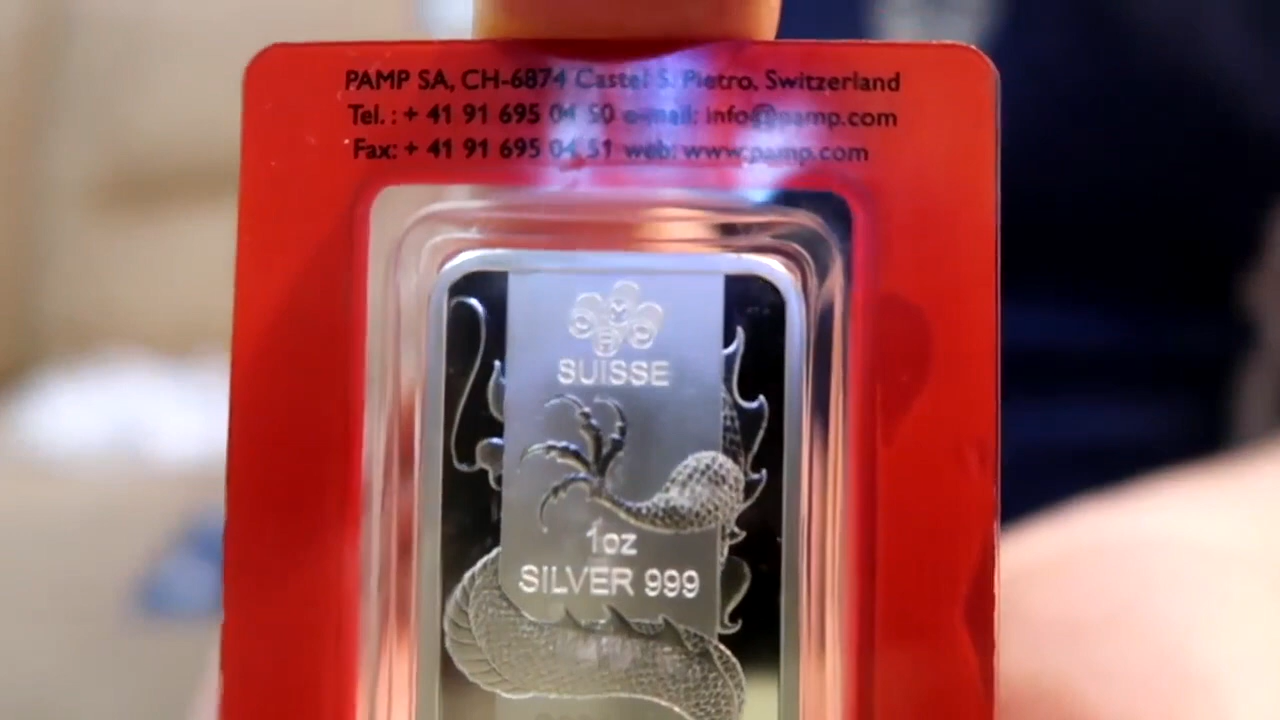 PAMP SA, CH-6874 Castel S. Pietro, Switzerland
Tel. : + 41 91 695 04 50 e-mail: info@pamp.com
Fax: + 41 91 695 04 51 web: www.pamp.com
SUISSE
1oz
SILVER 999